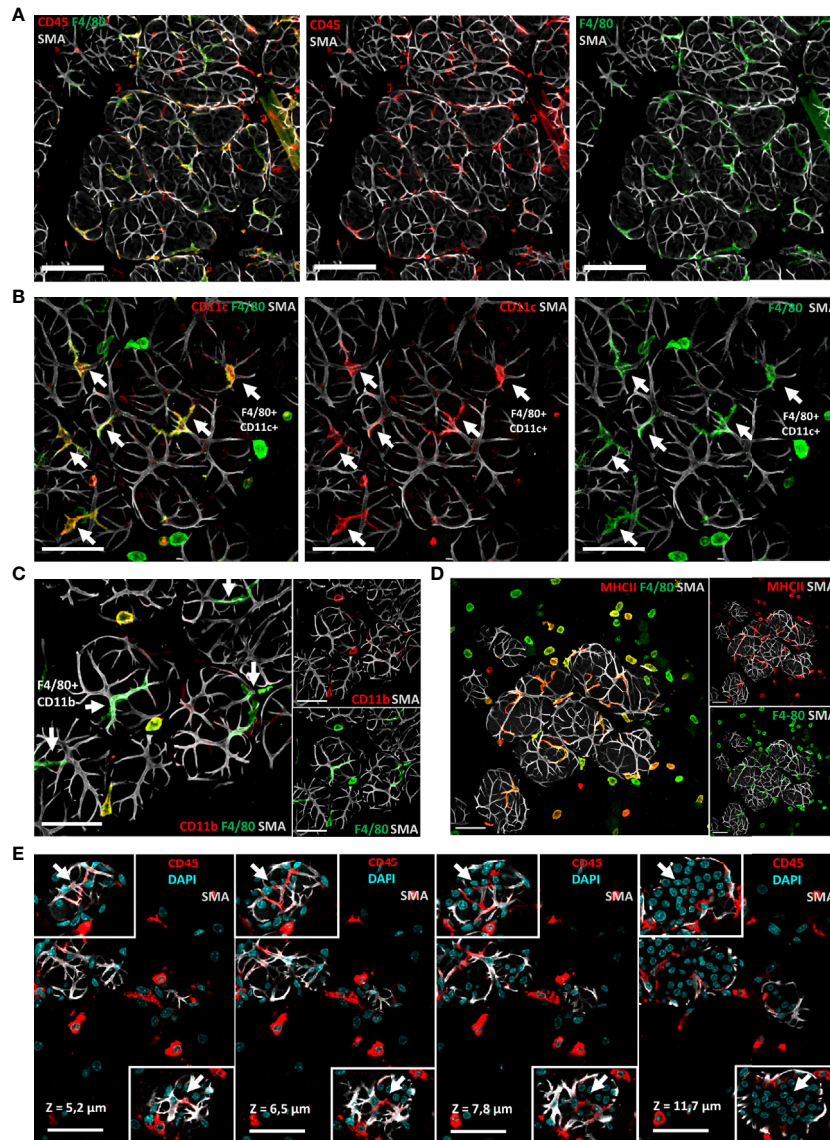 A
CD45 F4/80
SMA
CD45
SMA
F4/80
SMA
B
CD11c F4/80 SMA
F4/80+
CD11c+
CD11c SMA
F4/80+
CD11c+
F4/80 SMA
C
F4/80+
CD11b-
CD11b F4/80 SMA
CD11b SMA
F4/80 SMA
D
MHCII F4/80 SMA
MHCII SMA
F4-80 SMA
E
CD45
DAPI
SMA
Z = 5,2 µm
CD45
DAPI
SMA
Z = 6,5 µm
CD45
DAPI
SMA
Z = 7,8 µm
CD45
DAPI
SMA
Z = 11,7 µm